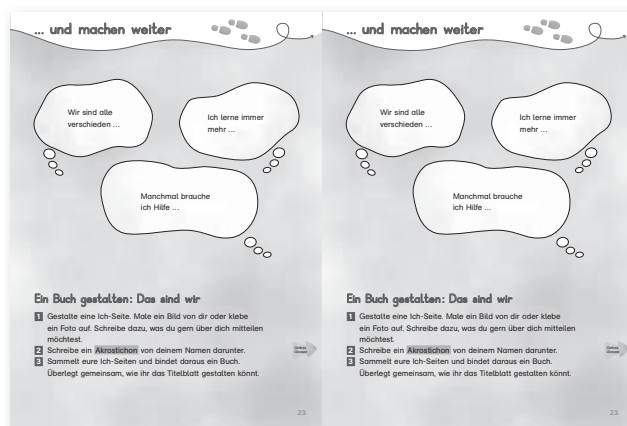 ... und machen weiter
Wir sind alle
verschieden ...
Ich lerne immer
mehr ...
Manchmal brauche
ich Hilfe ...
Ein Buch gestalten: Das sind wir
1 Gestalte eine Ich-Seite. Male ein Bild von dir oder klebe
ein Foto auf. Schreibe dazu, was du gern über dich mitteilen
möchtest.
2 Schreibe ein Akrostichon von deinem Namen darunter.
3 Sammelt eure Ich-Seiten und bindet daraus ein Buch.
Überlegt gemeinsam, wie ihr das Titelblatt gestalten könnt.
23
... und machen weiter
Wir sind alle
verschieden ...
Ich lerne immer
mehr ...
Manchmal brauche
ich Hilfe ...
Ein Buch gestalten: Das sind wir
1 Gestalte eine Ich-Seite. Male ein Bild von dir oder klebe
ein Foto auf. Schreibe dazu, was du gern über dich mitteilen
möchtest.
2 Schreibe ein Akrostichon von deinem Namen darunter.
3 Sammelt eure Ich-Seiten und bindet daraus ein Buch.
Überlegt gemeinsam, wie ihr das Titelblatt gestalten könnt.
23